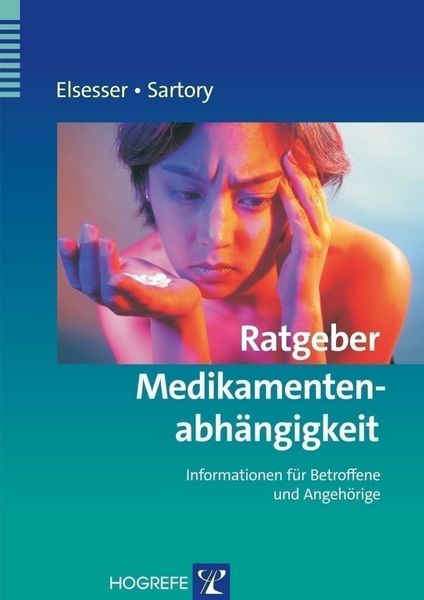 Elsesser • Sartory
Ratgeber
Medikamenten-
abhängigkeit
Informationen für Betroffene
und Angehörige
HOGREFE